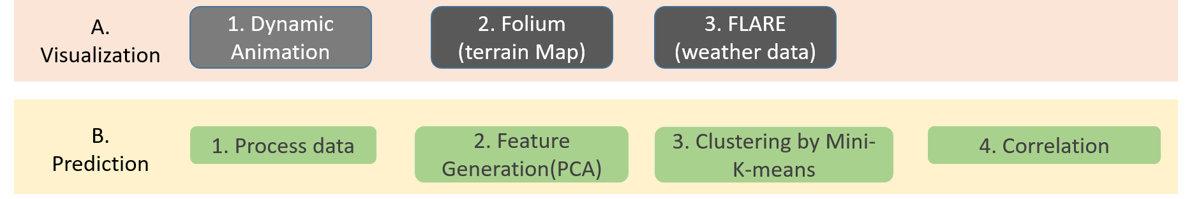 A.
Visualization
1. Dynamic
Animation
2. Folium
(terrain Map)
3. FLARE
(weather data)
B.
Prediction
1. Process data
2. Feature
Generation(PCA)
3. Clustering by Mini-
K-means
4. Correlation